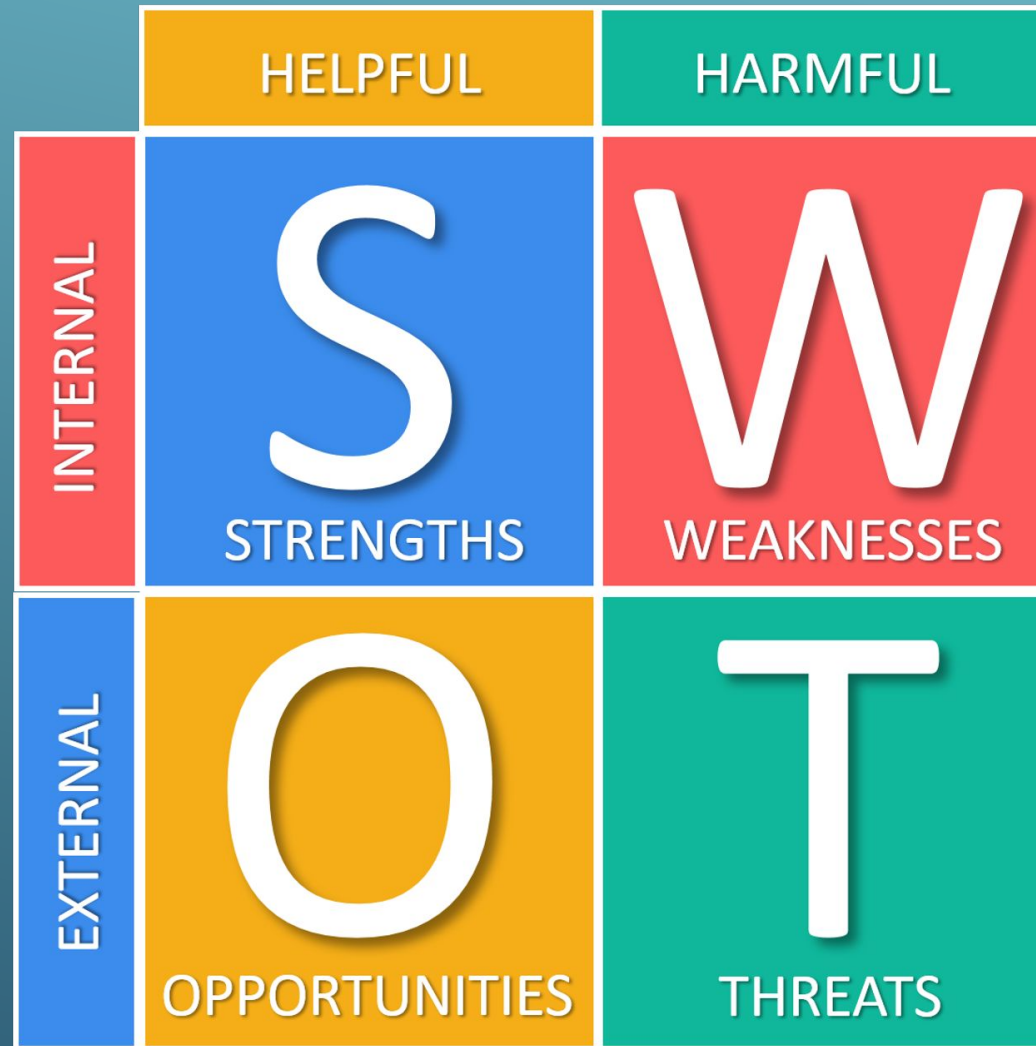 HELPFUL
HARMFUL
INTERNAL
S
STRENGTHS
W
WEAKNESSES
EXTERNAL
O
OPPORTUNITIES
T
THREATS